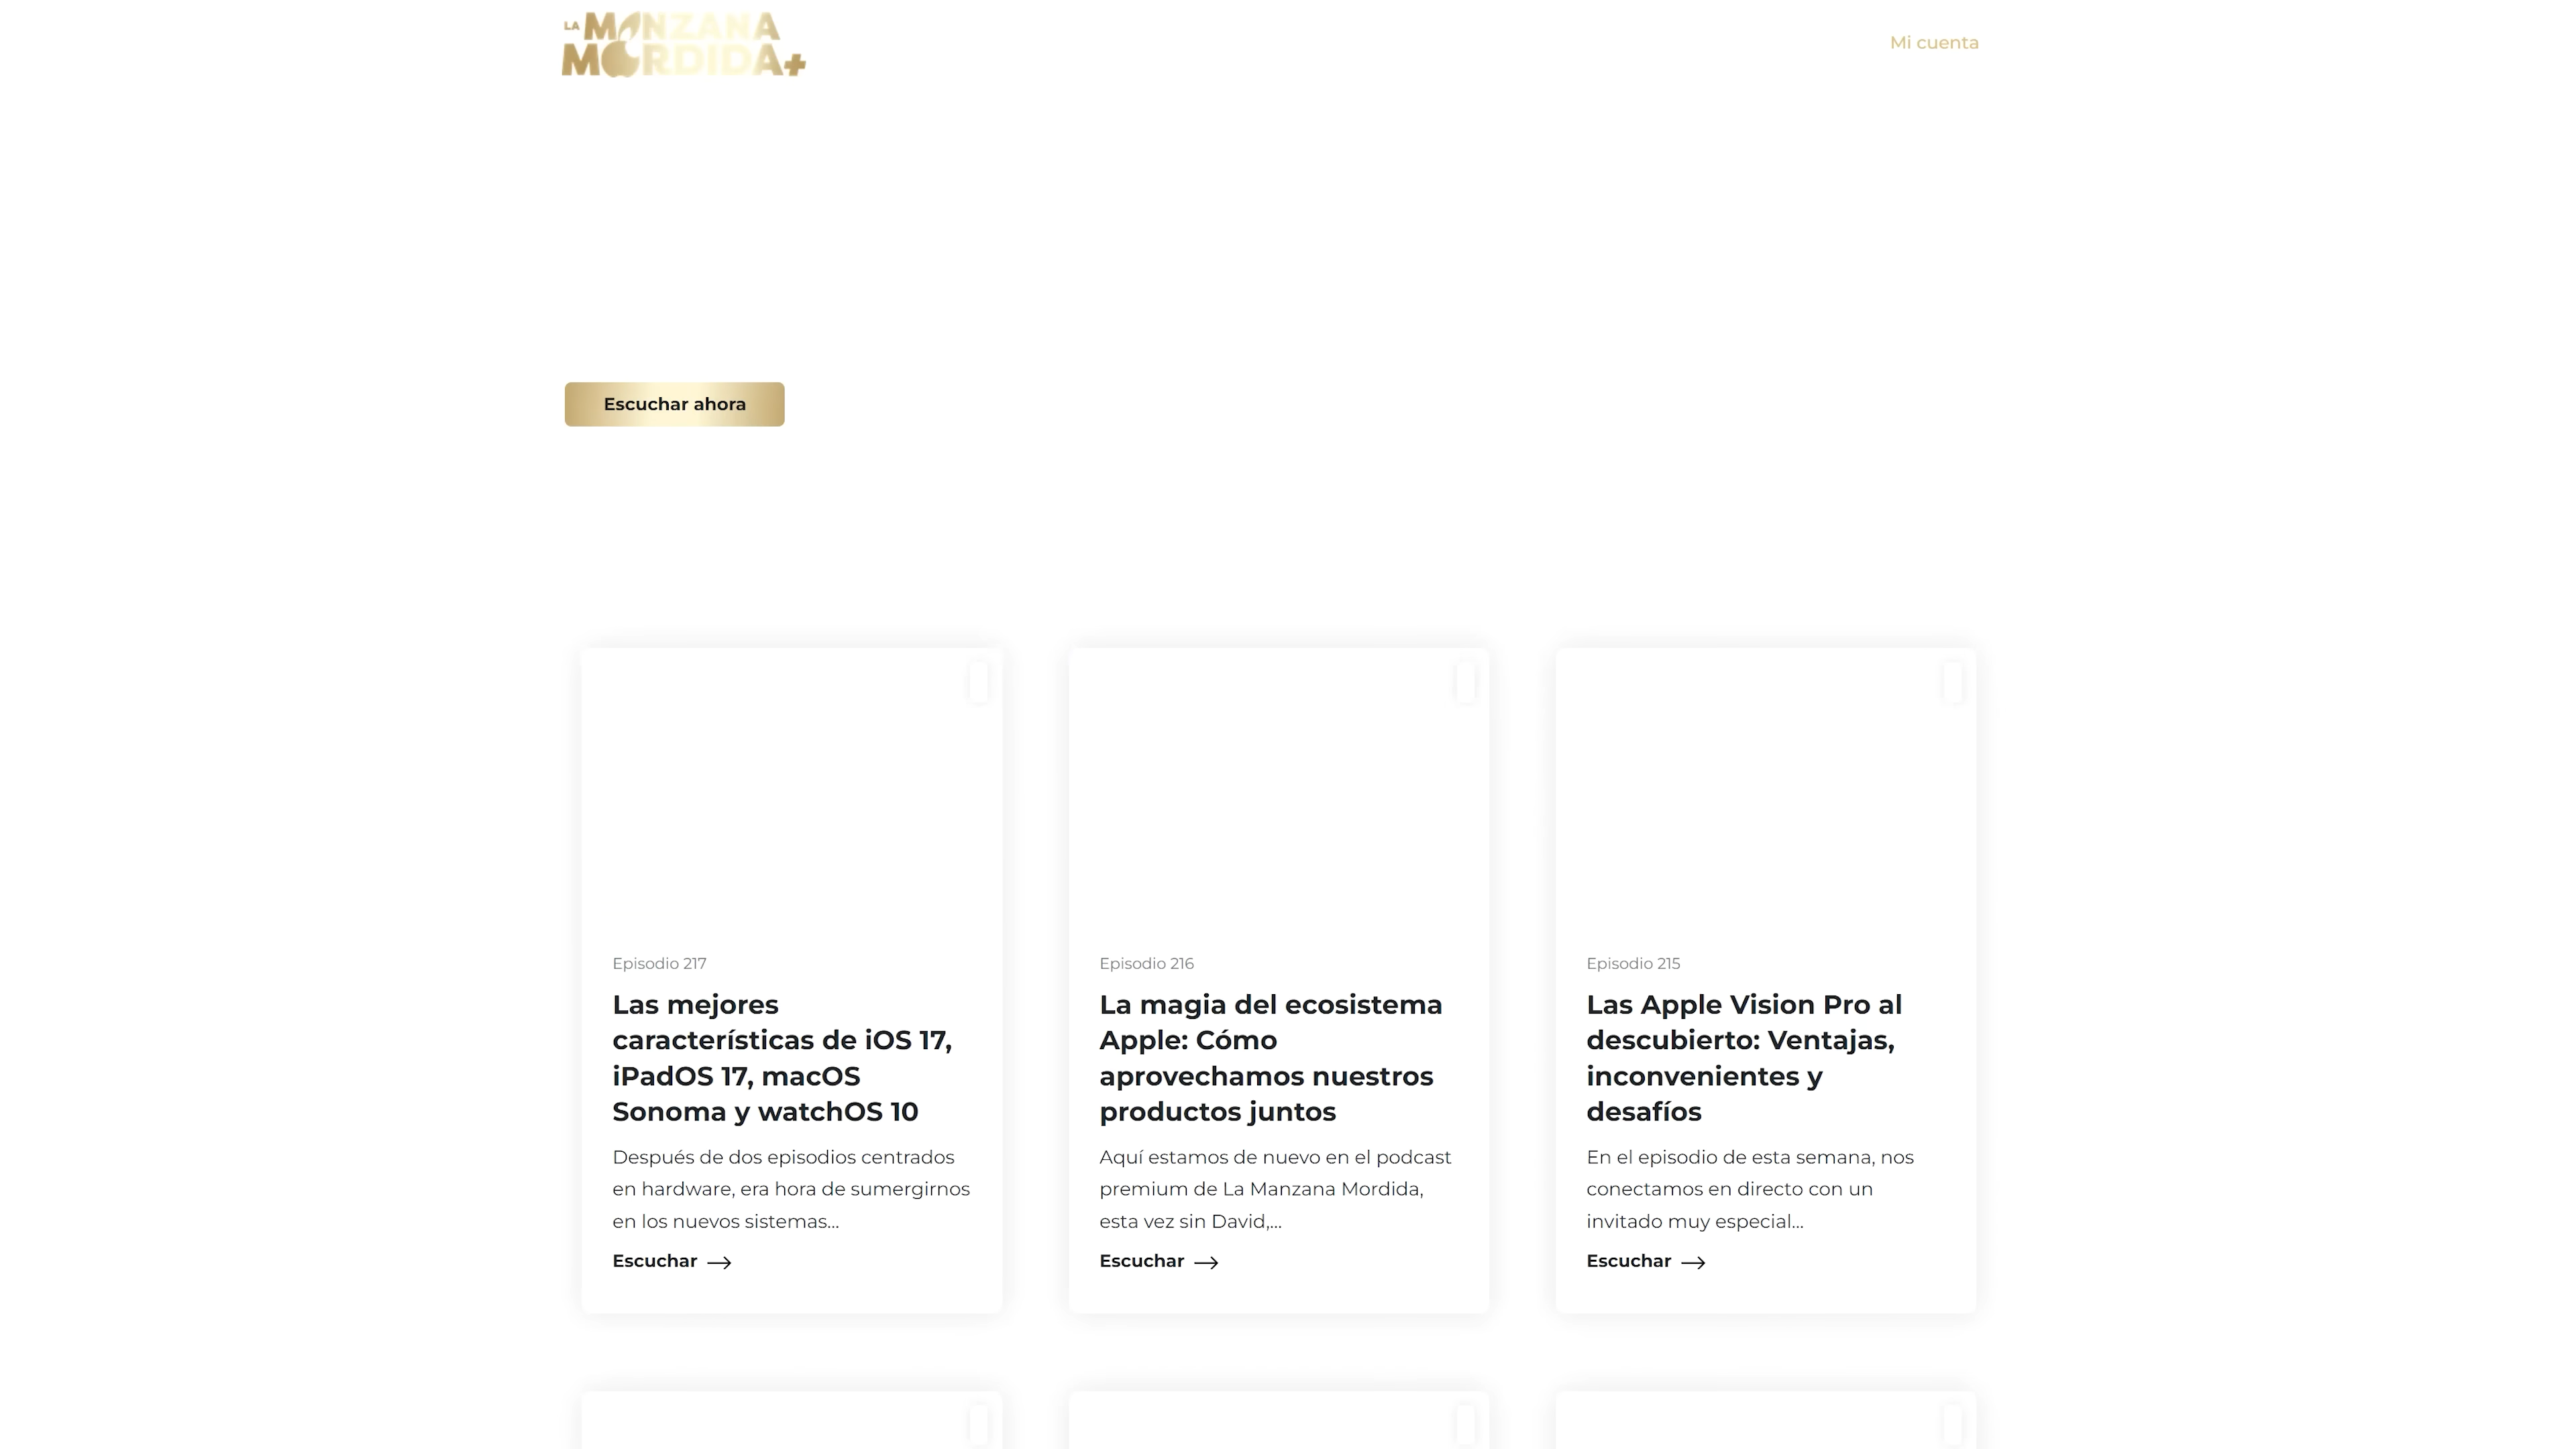 LA MANZANA
MORDIDA+
Mi cuenta
Escuchar ahora
Episodio 217
Las mejores
características de iOS 17,
iPadOS 17, macOS
Sonoma y watchOS 10
Después de dos episodios centrados
en hardware, era hora de sumergirnos
en los nuevos sistemas...
Escuchar →
Episodio 216
La magia del ecosistema
Apple: Cómo
aprovechamos nuestros
productos juntos
Aquí estamos de nuevo en el podcast
premium de La Manzana Mordida,
esta vez sin David,...
Escuchar →
Episodio 215
Las Apple Vision Pro al
descubierto: Ventajas,
inconvenientes y
desafíos
En el episodio de esta semana, nos
conectamos en directo con un
invitado muy especial...
Escuchar →